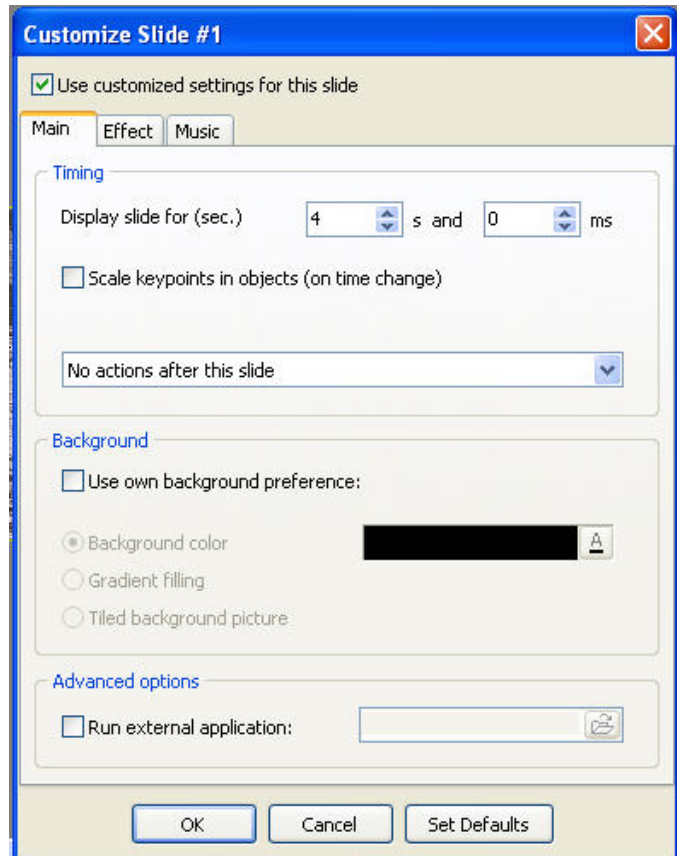 Customize Slide #1
Use customized settings for this slide
Main Effect Music
Timing
Display slide for (sec.) 4 s and 0 ms
Scale keypoints in objects (on time change)
No actions after this slide
Background
Use own background preference:
Background color A
Gradient filling
Tiled background picture
Advanced options
Run external application:
OK Cancel Set Defaults